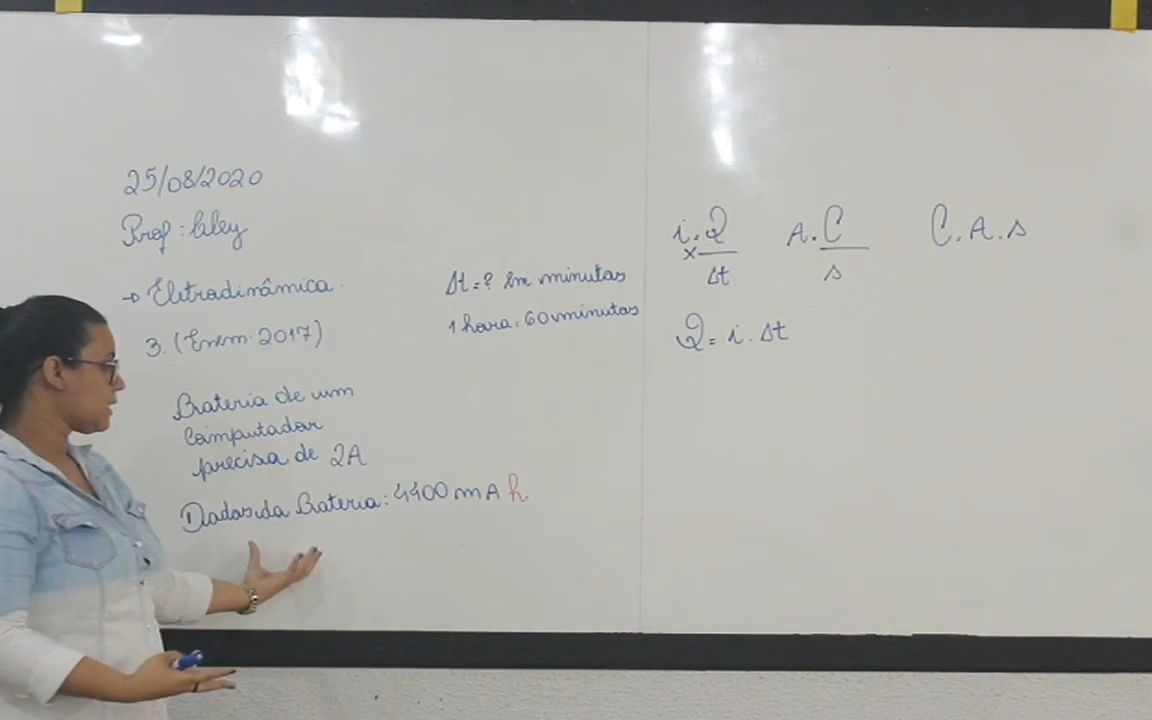 25/08/2020
Prof: Cley
→ Eletrodinâmica:
3. (Enem. 2017)
Bateria de um
Computador
precisa de 2A
Dados da Bateria: 4400 mA h
Δt = ? Em minutos
1 hora = 60 minutos
i . Q
x
Δt
A. C
s
C. A. s
Q = i . Δt